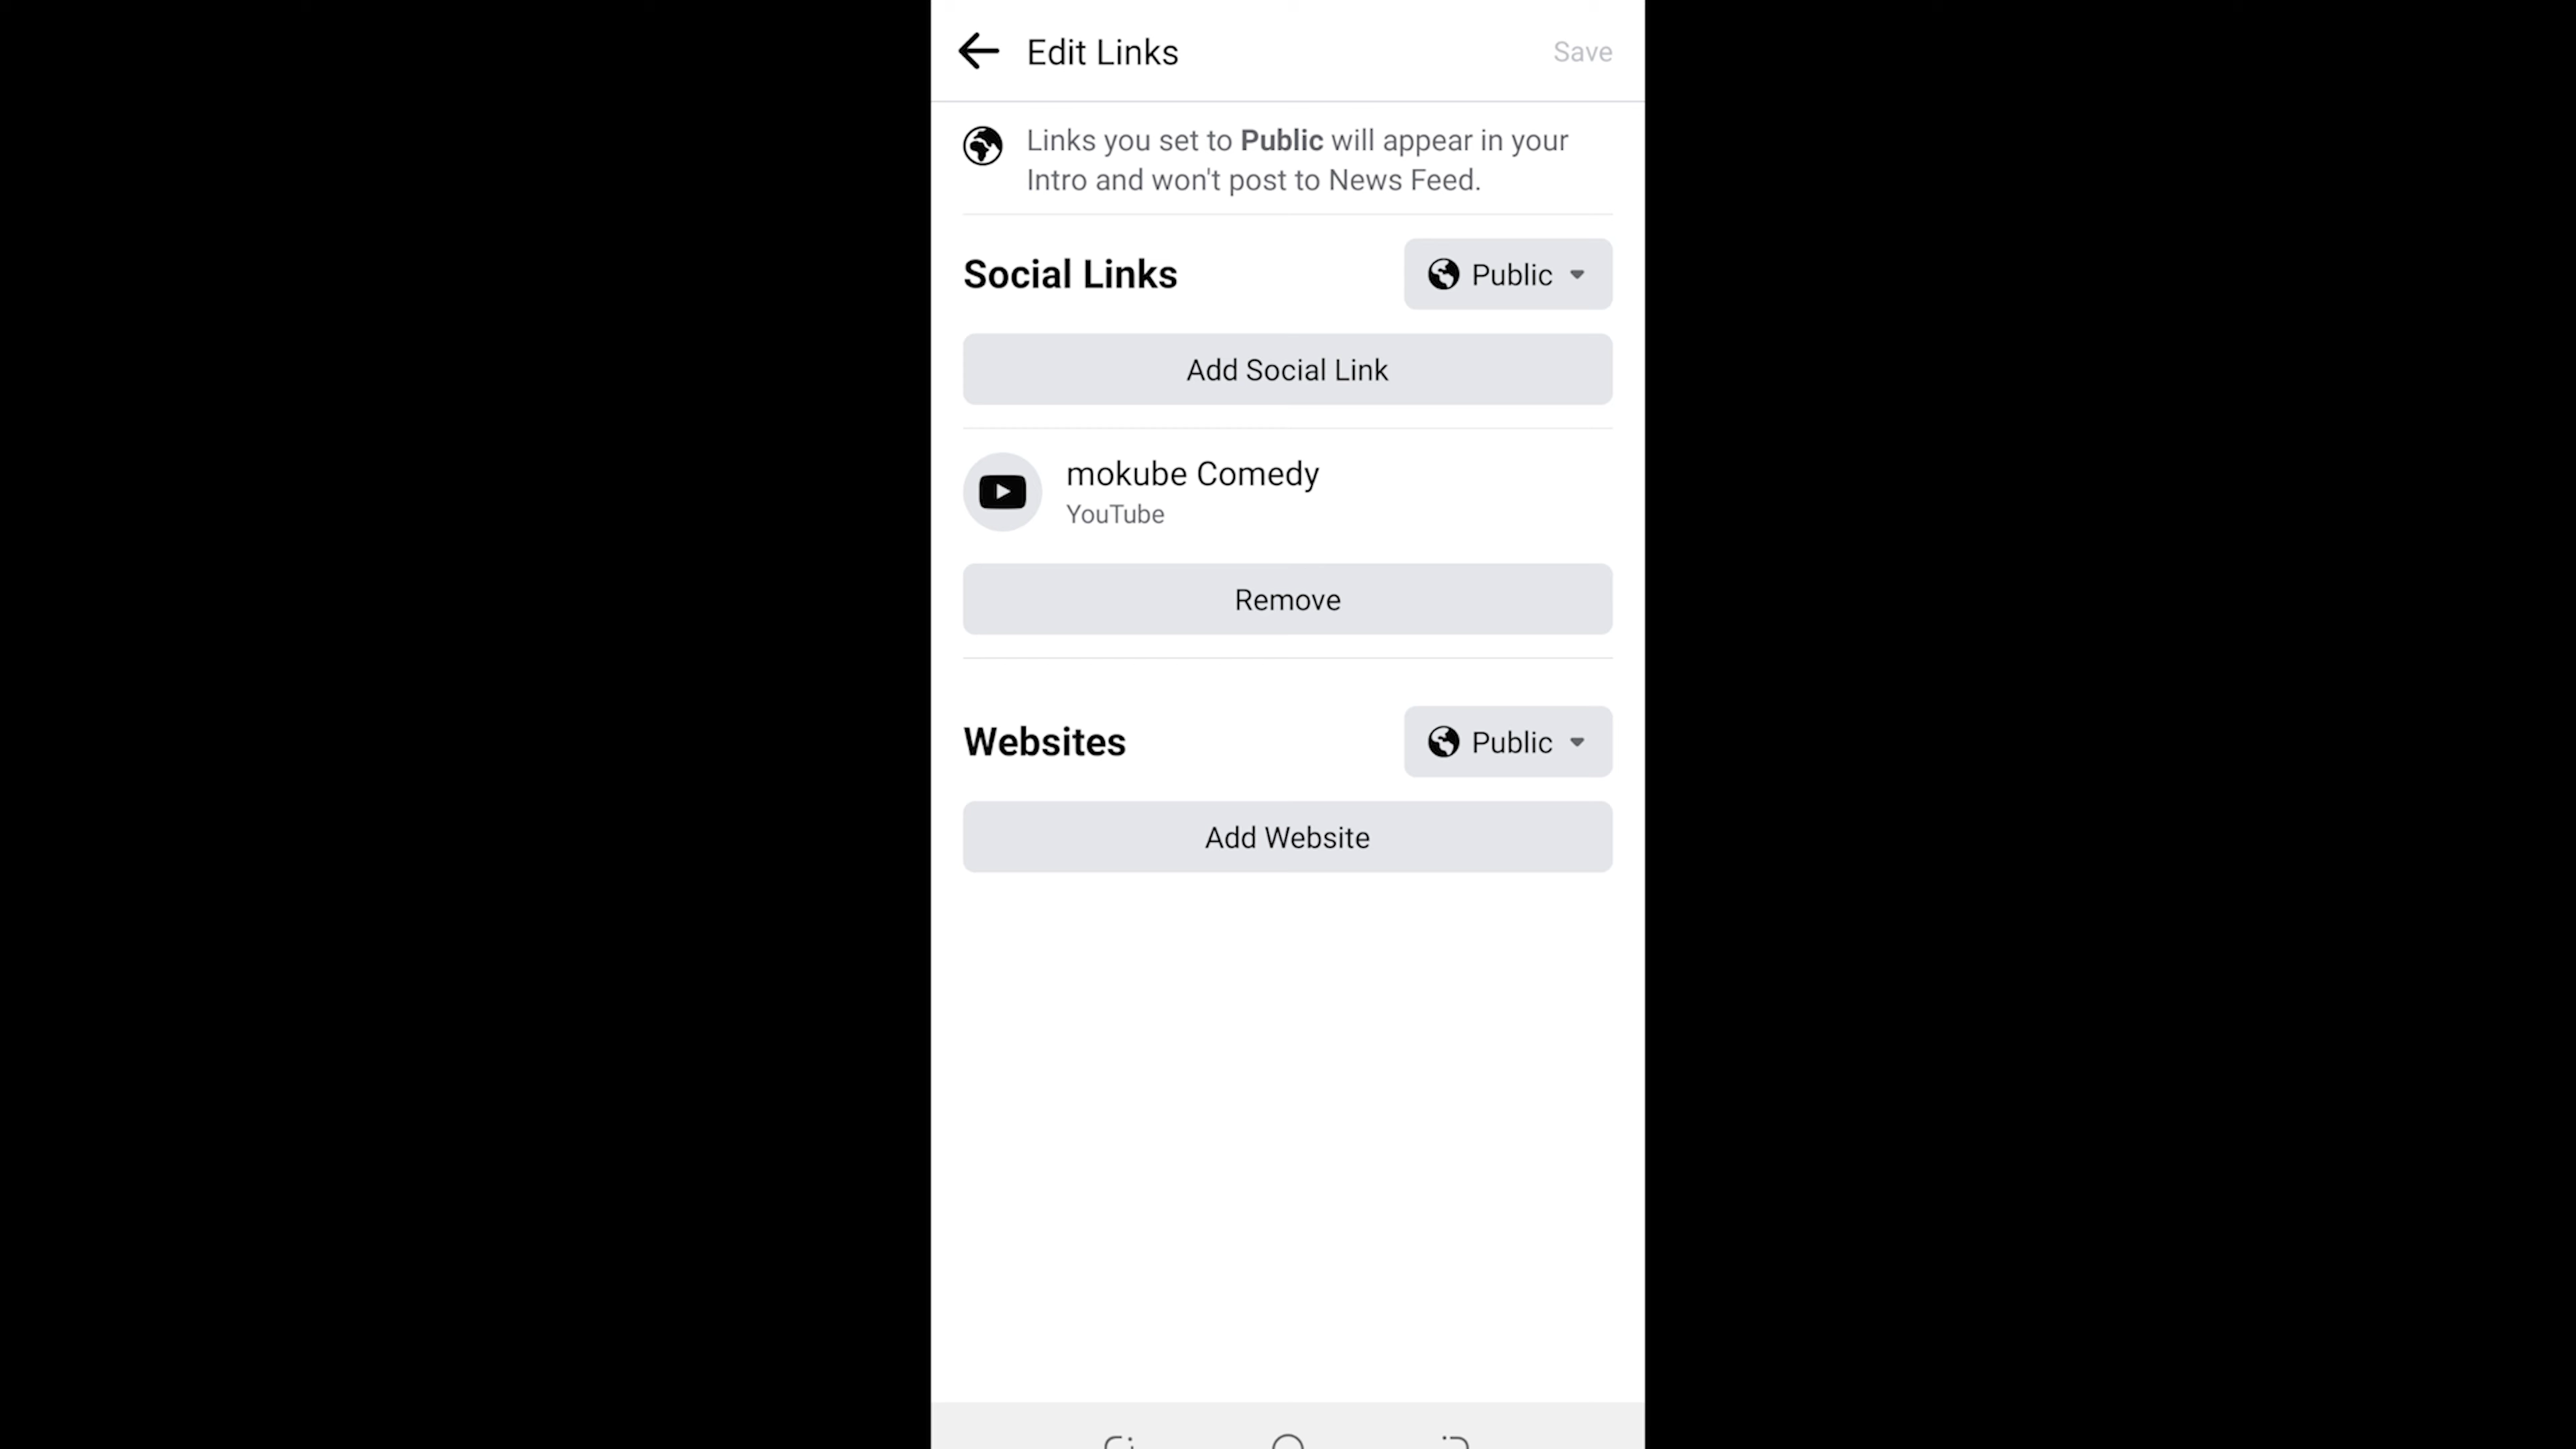 Edit Links
Save
Links you set to Public will appear in your
Intro and won't post to News Feed.
Social Links
Public
Add Social Link
mokube Comedy
YouTube
Remove
Websites
Public
Add Website